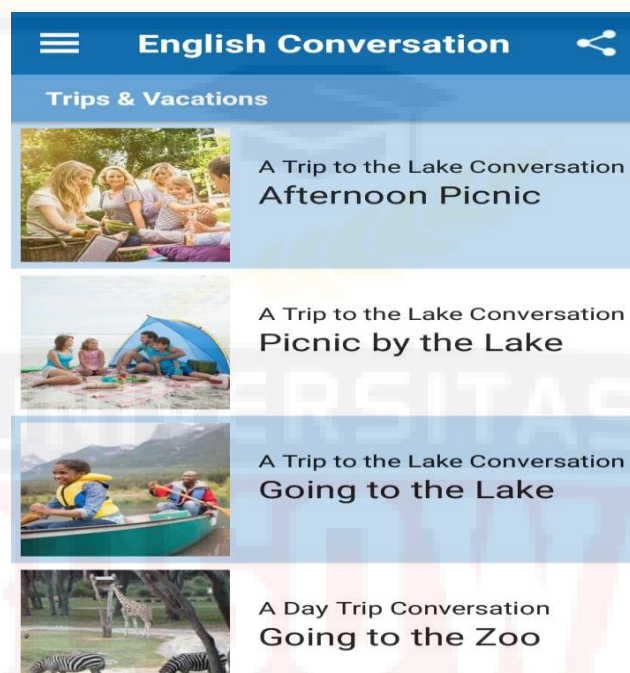 English Conversation
Trips & Vacations
A Trip to the Lake Conversation
Afternoon Picnic
A Trip to the Lake Conversation
Picnic by the Lake
UNIVERSITAS
A Trip to the Lake Conversation
Going to the Lake
A Day Trip Conversation
Going to the Zoo